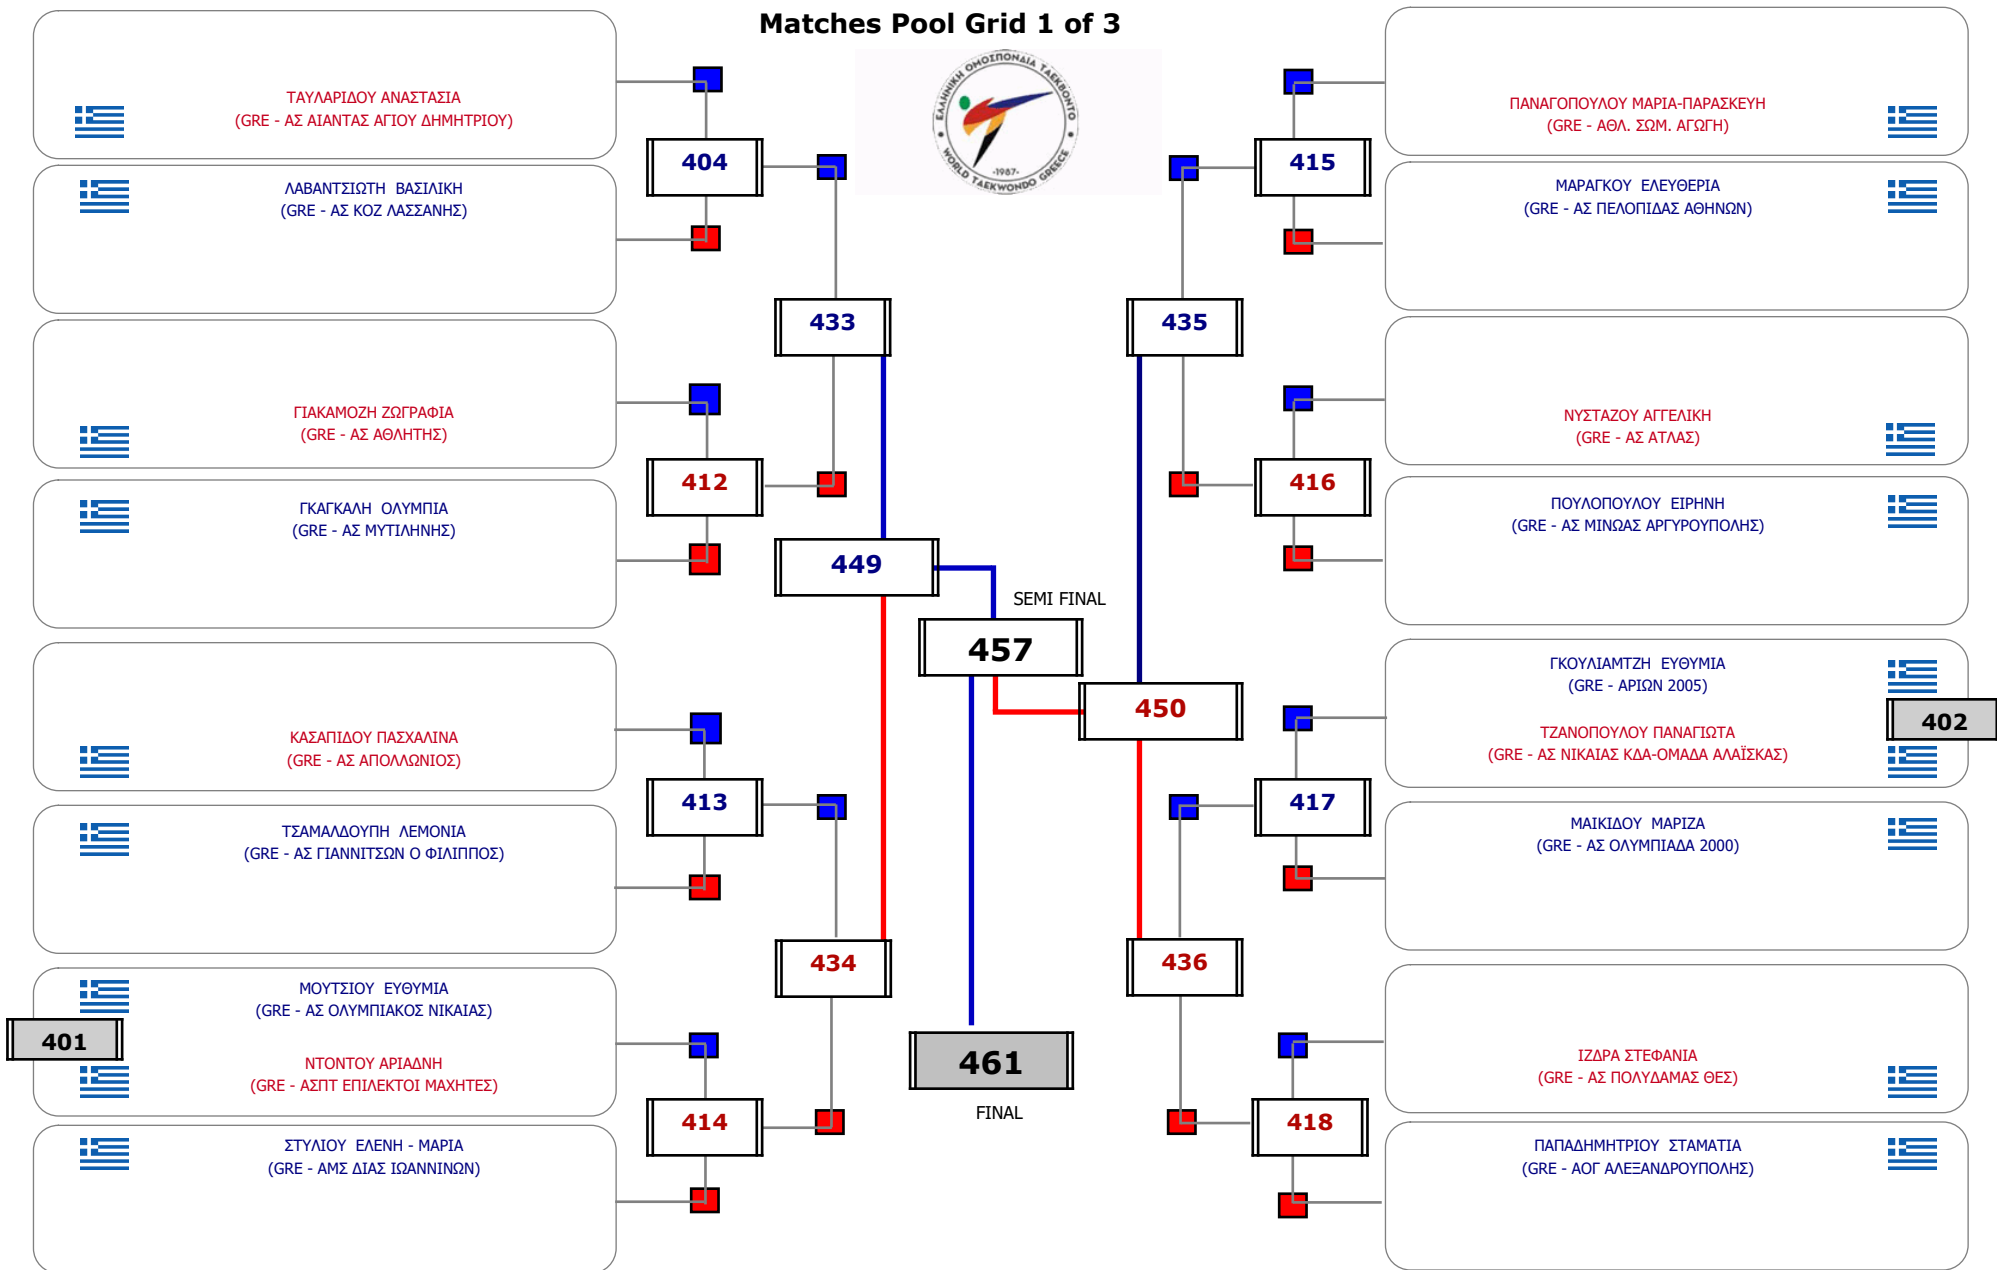 Matches Pool Grid 1 of 3
ΕΛΛΗΝΙΚΗ ΟΜΟΣΠΟΝΔΙΑ ΤΑΕΚΒΟΝΤΟ
-1987-
WORLD TAEKWONDO GREECE
ΤΑΥΛΑΡΙΔΟΥ ΑΝΑΣΤΑΣΙΑ
(GRE - ΑΣ ΑΙΑΝΤΑΣ ΑΓΙΟΥ ΔΗΜΗΤΡΙΟΥ)
404
ΛΑΒΑΝΤΣΙΩΤΗ ΒΑΣΙΛΙΚΗ
(GRE - ΑΣ ΚΟΖ ΛΑΣΣΑΝΗΣ)
433
ΓΙΑΚΑΜΟΖΗ ΖΩΓΡΑΦΙΑ
(GRE - ΑΣ ΑΘΛΗΤΗΣ)
412
ΓΚΑΓΚΑΛΗ ΟΛΥΜΠΙΑ
(GRE - ΑΣ ΜΥΤΙΛΗΝΗΣ)
449
ΚΑΣΑΠΙΔΟΥ ΠΑΣΧΑΛΙΝΑ
(GRE - ΑΣ ΑΠΟΛΛΩΝΙΟΣ)
413
ΤΣΑΜΑΛΔΟΥΠΗ ΛΕΜΟΝΙΑ
(GRE - ΑΣ ΓΙΑΝΝΙΤΣΩΝ Ο ΦΙΛΙΠΠΟΣ)
434
ΜΟΥΤΣΙΟΥ ΕΥΘΥΜΙΑ
(GRE - ΑΣ ΟΛΥΜΠΙΑΚΟΣ ΝΙΚΑΙΑΣ)
401
ΝΤΟΝΤΟΥ ΑΡΙΑΔΝΗ
(GRE - ΑΣΠΤ ΕΠΙΛΕΚΤΟΙ ΜΑΧΗΤΕΣ)
414
ΣΤΥΛΙΟΥ ΕΛΕΝΗ - ΜΑΡΙΑ
(GRE - ΑΜΣ ΔΙΑΣ ΙΩΑΝΝΙΝΩΝ)
SEMI FINAL
457
461
FINAL
ΠΑΝΑΓΟΠΟΥΛΟΥ ΜΑΡΙΑ-ΠΑΡΑΣΚΕΥΗ
(GRE - ΑΘΛ. ΣΩΜ. ΑΓΩΓΗ)
415
ΜΑΡΑΓΚΟΥ ΕΛΕΥΘΕΡΙΑ
(GRE - ΑΣ ΠΕΛΟΠΙΔΑΣ ΑΘΗΝΩΝ)
435
ΝΥΣΤΑΖΟΥ ΑΓΓΕΛΙΚΗ
(GRE - ΑΣ ΑΤΛΑΣ)
416
ΠΟΥΛΟΠΟΥΛΟΥ ΕΙΡΗΝΗ
(GRE - ΑΣ ΜΙΝΩΑΣ ΑΡΓΥΡΟΥΠΟΛΗΣ)
450
ΓΚΟΥΛΙΑΜΤΖΗ ΕΥΘΥΜΙΑ
(GRE - ΑΡΙΩΝ 2005)
402
ΤΖΑΝΟΠΟΥΛΟΥ ΠΑΝΑΓΙΩΤΑ
(GRE - ΑΣ ΝΙΚΑΙΑΣ ΚΔΑ-ΟΜΑΔΑ ΑΛΑΪΣΚΑΣ)
417
ΜΑΙΚΙΔΟΥ ΜΑΡΙΖΑ
(GRE - ΑΣ ΟΛΥΜΠΙΑΔΑ 2000)
436
ΙΖΔΡΑ ΣΤΕΦΑΝΙΑ
(GRE - ΑΣ ΠΟΛΥΔΑΜΑΣ ΘΕΣ)
418
ΠΑΠΑΔΗΜΗΤΡΙΟΥ ΣΤΑΜΑΤΙΑ
(GRE - ΑΟΓ ΑΛΕΞΑΝΔΡΟΥΠΟΛΗΣ)